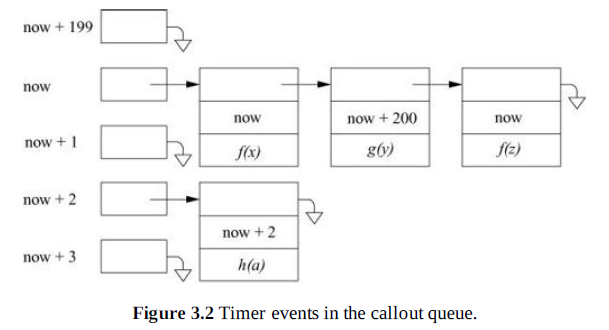 now + 199
now
now + 1
now
f(x)
now + 200
g(y)
now
f(z)
now + 2
now + 3
now + 2
h(a)
Figure 3.2 Timer events in the callout queue.